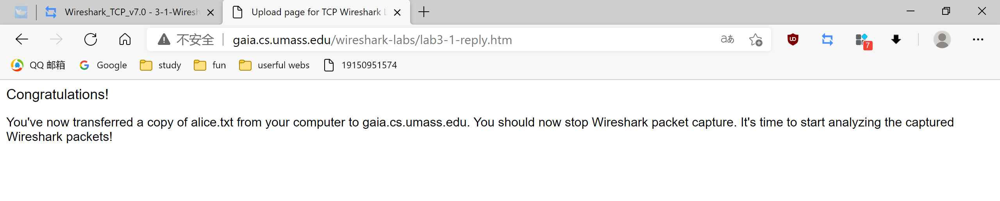 Wireshark_TCP_v7.0 - 3-1-Wiresh
Upload page for TCP Wireshark L
不安全 gaia.cs.umass.edu/wireshark-labs/lab3-1-reply.htm aあ
7
QQ 邮箱 Google study fun userful webs 19150951574
Congratulations!
You've now transferred a copy of alice.txt from your computer to gaia.cs.umass.edu. You should now stop Wireshark packet capture. It's time to start analyzing the captured
Wireshark packets!